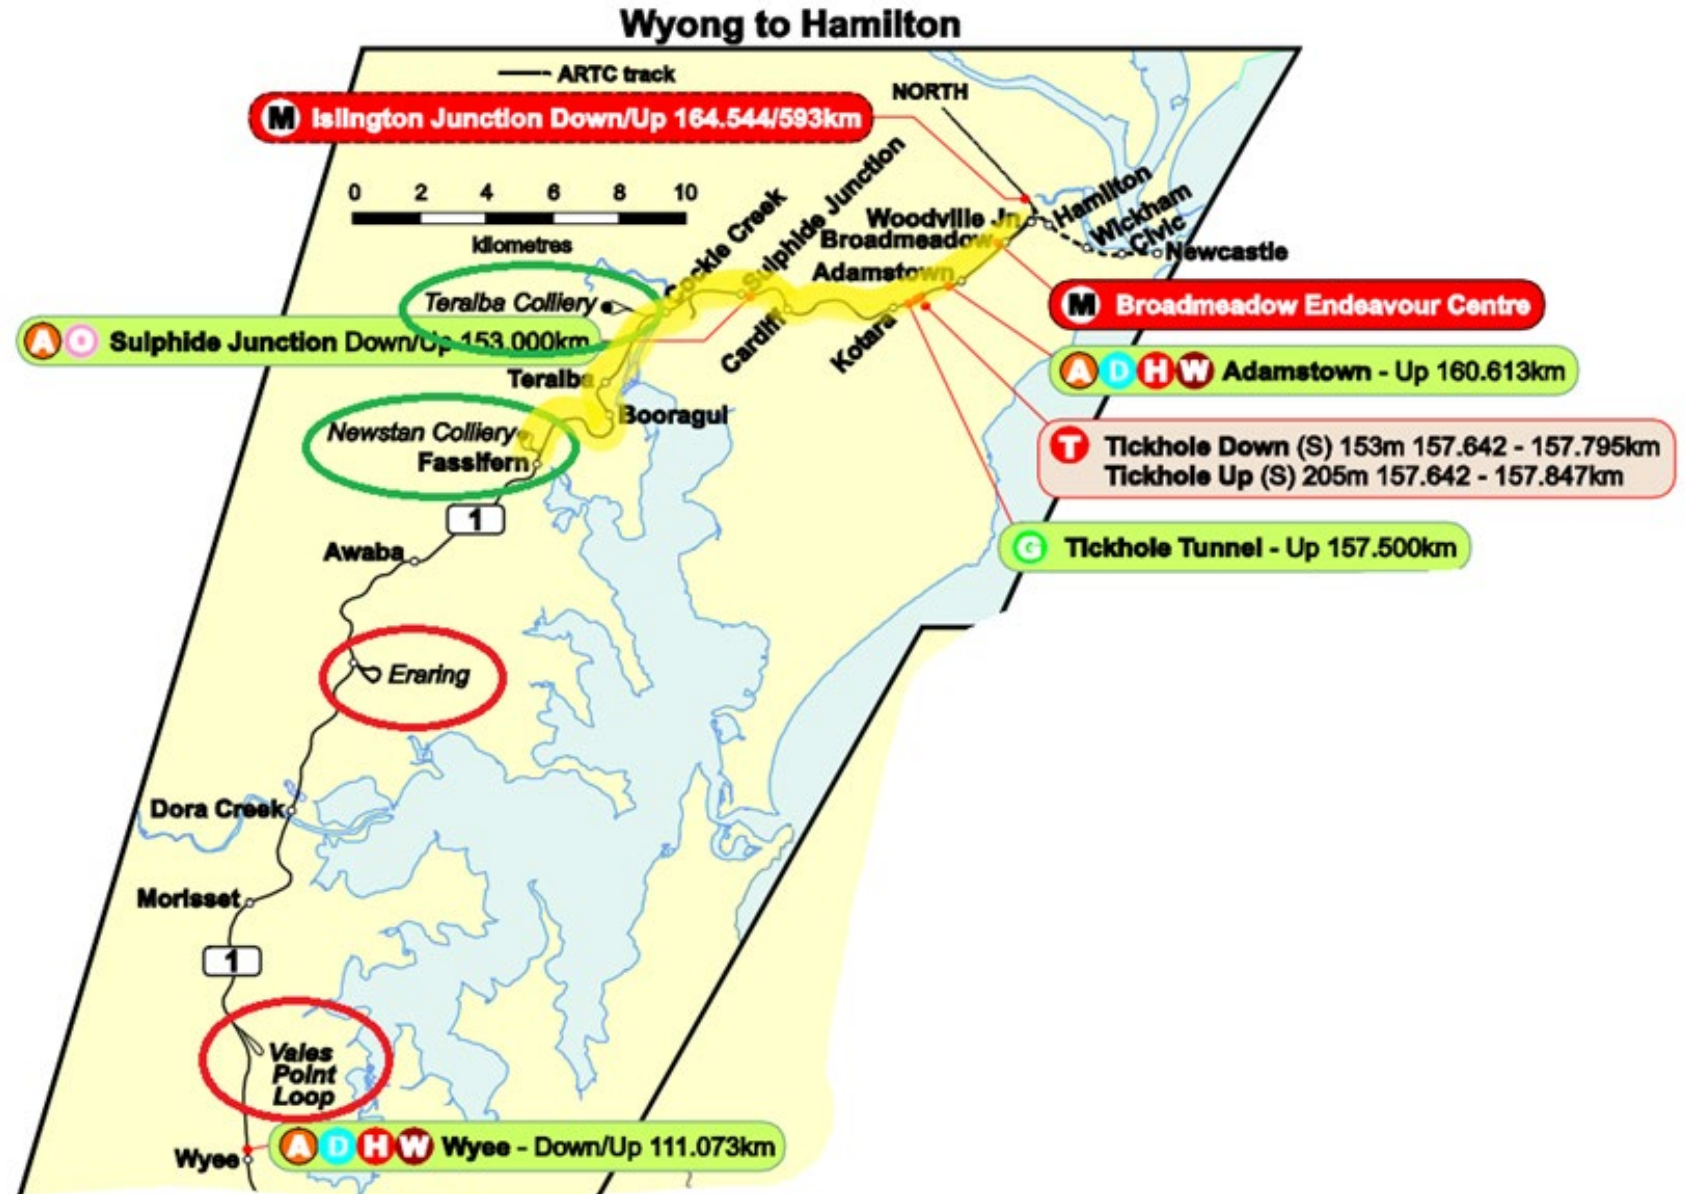 Wyong to Hamilton
ARTC track
NORTH
M Islington Junction Down/Up 164.544/593km
0 2 4 6 8 10
kilometres
Cockle Creek
Sulphide Junction
Woodville Jn
Hamilton
Wickham
Civic
Newcastle
Broadmeadow
Adamstown
Teralba Colliery
M Broadmeadow Endeavour Centre
A O Sulphide Junction Down/Up 153.000km
Cardiff
Kotara
A D H W Adamstown - Up 160.613km
Teralba
Booragul
Newstan Colliery
Fassifern
T Tickhole Down (S) 153m 157.642 - 157.795km
Tickhole Up (S) 205m 157.642 - 157.847km
1
G Tickhole Tunnel - Up 157.500km
Awaba
Eraring
Dora Creek
Morisset
1
Vales
Point
Loop
A D H W Wyee - Down/Up 111.073km
Wyee